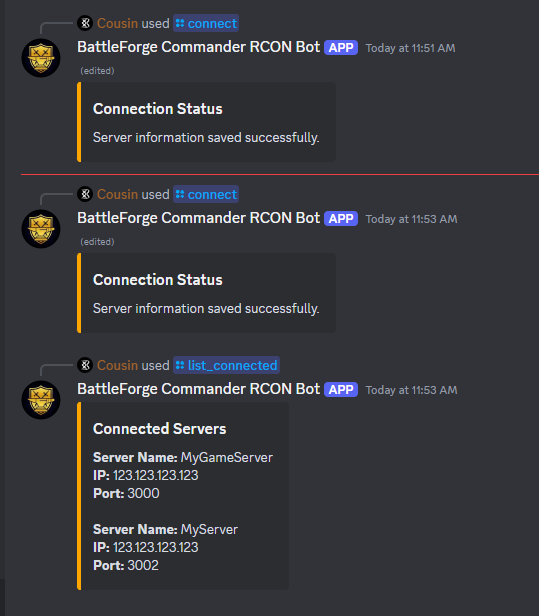 Cousin used connect
BattleForge Commander RCON Bot APP Today at 11:51 AM
(edited)
Connection Status
Server information saved successfully.
Cousin used connect
BattleForge Commander RCON Bot APP Today at 11:53 AM
(edited)
Connection Status
Server information saved successfully.
Cousin used list_connected
BattleForge Commander RCON Bot APP Today at 11:53 AM
Connected Servers
Server Name: MyGameServer
IP: 123.123.123.123
Port: 3000
Server Name: MyServer
IP: 123.123.123.123
Port: 3002